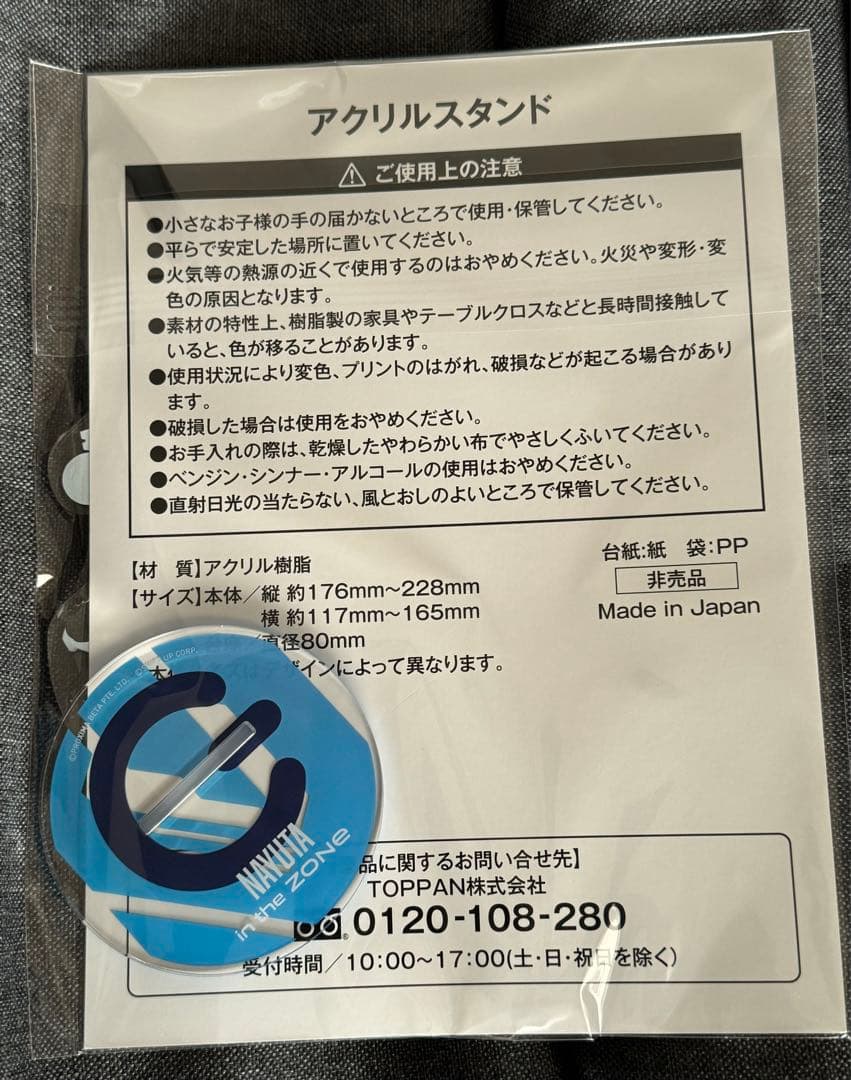 アクリルスタンド
ご使用上の注意
●小さなお子様の手の届かないところで使用・保管してください。
●平らで安定した場所に置いてください。
●火気等の熱源の近くで使用するのはおやめください。火災や変形・変
色の原因となります。
●素材の特性上、樹脂製の家具やテーブルクロスなどと長時間接触して
いると、色が移ることがあります。
●使用状況により変色、プリントのはがれ、破損などが起こる場合があり
ます。
●破損した場合は使用をおやめください。
●お手入れの際は、乾燥したやわらかい布でやさしくふいてください。
●ベンジン・シンナー・アルコールの使用はおやめください。
●直射日光の当たらない、風とおしのよいところで保管してください。
【材　質】アクリル樹脂
【サイズ】本体／縦 約176mm～228mm
横 約117mm～165mm
直径80mm
デザインによって異なります。
台紙:紙　袋:PP
非売品
Made in Japan
©PROXIMA BETA PTE. LTD.
UP CORP.
NAYUTA
in the ZONE
品に関するお問い合せ先】
TOPPAN株式会社
0120-108-280
受付時間／10:00～17:00(土・日・祝日を除く)